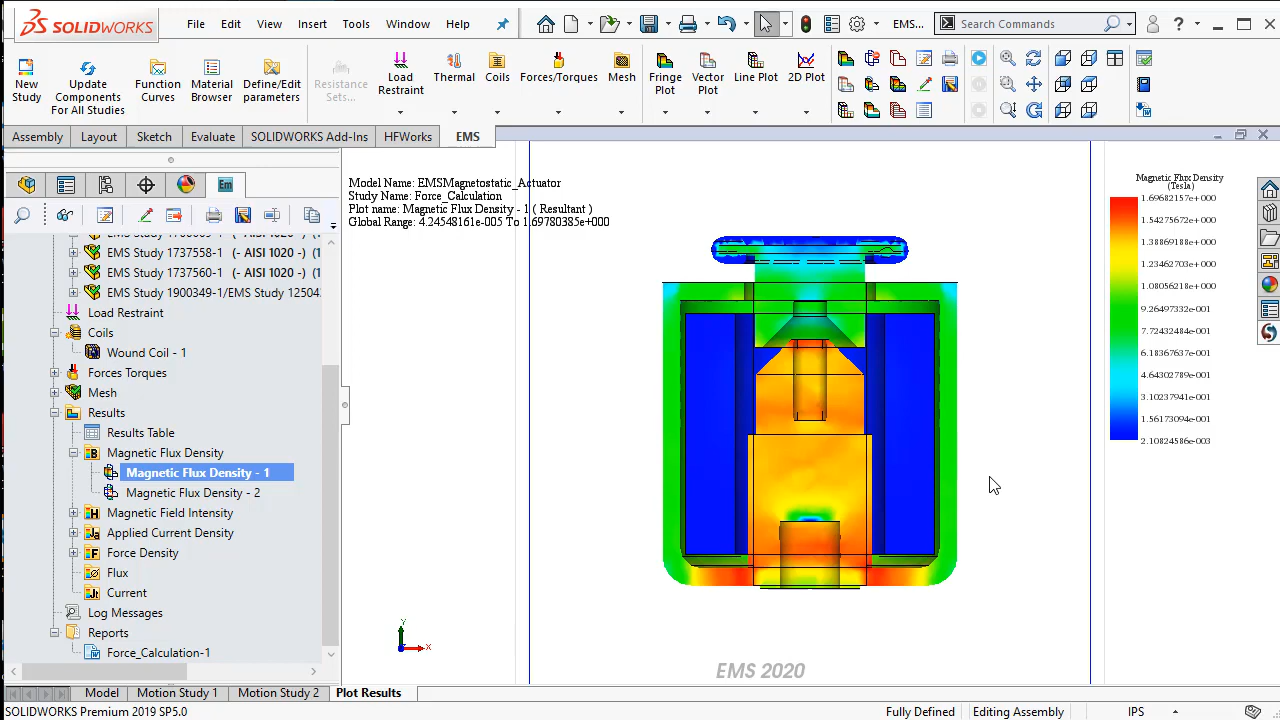 SOLIDWORKS
File Edit View Insert Tools Window Help
EMS...
Search Commands
New Study
Update Components For All Studies
Function Curves
Material Browser
Define/Edit parameters
Resistance Sets...
Load Restraint
Thermal
Coils
Forces/Torques
Mesh
Fringe Plot
Vector Plot
Line Plot
2D Plot
Assembly Layout Sketch Evaluate SOLIDWORKS Add-Ins HFWorks EMS
(- AISI 1020 -) (1
EMS Study 1737560-1 (- AISI 1020 -) (1
EMS Study 1900349-1/EMS Study 12504
Load Restraint
Coils
Wound Coil - 1
Forces Torques
Mesh
Results
Results Table
Magnetic Flux Density
Magnetic Flux Density - 1
Magnetic Flux Density - 2
Magnetic Field Intensity
Applied Current Density
Force Density
Flux
Current
Log Messages
Reports
Force_Calculation-1
Model Name: EMSMagnetostatic_Actuator
Study Name: Force_Calculation
Plot name: Magnetic Flux Density - 1 ( Resultant )
Global Range: 4.24548161e-005 To 1.69780385e+000
Magnetic Flux Density
(Tesla)
1.69682157e+000
1.54275672e+000
1.38869188e+000
1.23462703e+000
1.08056218e+000
9.26497332e-001
7.72432484e-001
6.18367637e-001
4.64302789e-001
3.10237941e-001
1.56173094e-001
2.10824586e-003
Y
X
EMS 2020
Model Motion Study 1 Motion Study 2 Plot Results
SOLIDWORKS Premium 2019 SP5.0
Fully Defined Editing Assembly IPS